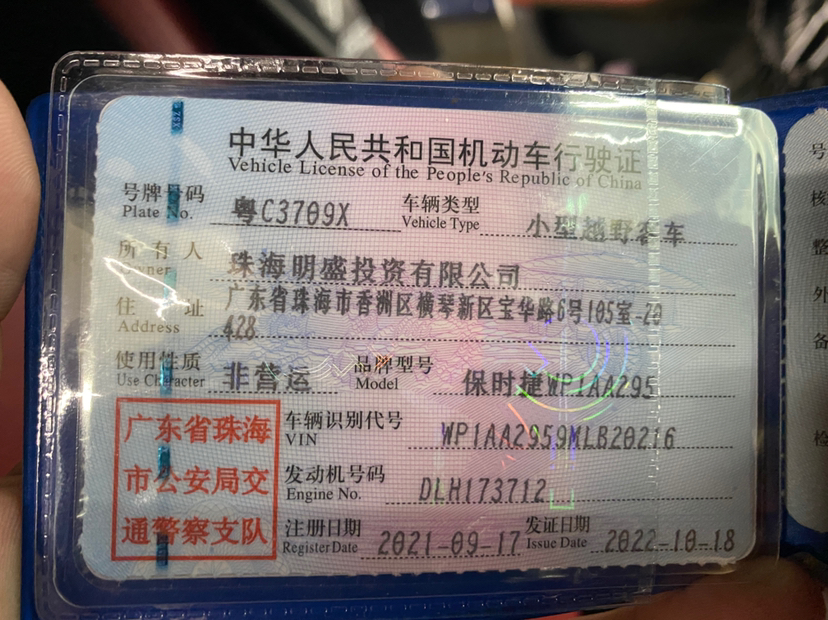 中华人民共和国机动车行驶证
Vehicle License of the People's Republic of China
号牌号码 粤C3709X 车辆类型 小型越野客车
Plate No. Vehicle Type
所有人 珠海明盛投资有限公司
Owner
住址 广东省珠海市香洲区横琴新区宝华路6号105室-20
Address 428
使用性质 非营运 品牌型号 保时捷WP1AA295
Use Character Model
广东省珠海
市公安局交
通警察支队
车辆识别代号 WP1AA2959MLB20216
VIN
发动机号码 DLH173712
Engine No.
注册日期 2021-09-17 发证日期 2022-10-18
Register Date Issue Date
号
核
整
外
备
检